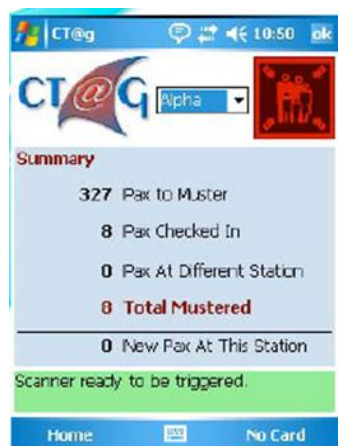 CT@g 10:50 ok
CT@G Alpha
Summary
327 Pax to Muster
8 Pax Checked In
0 Pax At Different Station
8 Total Mustered
0 New Pax At This Station
Scanner ready to be triggered.
Home No Card